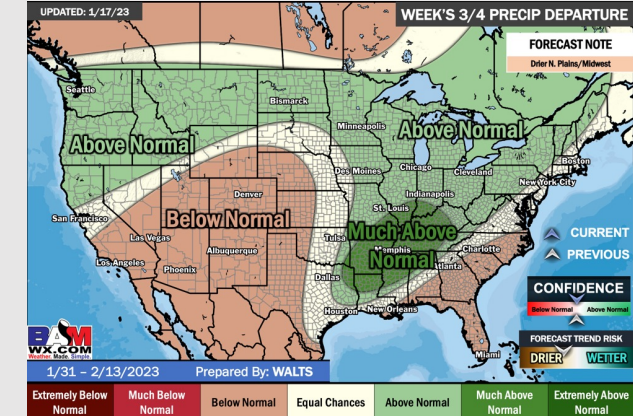 UPDATED: 1/17/23
WEEK'S 3/4 PRECIP DEPARTURE
FORECAST NOTE
Drier N. Plains/Midwest
Seattle
Bismarck
Minneapolis
Above Normal
Above Normal
Boston
Des Moines
Chicago
Cleveland
New York City
Denver
Indianapolis
St. Louis
San Francisco
Below Normal
Much Above
Normal
CURRENT
PREVIOUS
Las Vegas
Tulsa
Memphis
Charlotte
Los Angeles
Albuquerque
Atlanta
Phoenix
Dallas
Houston
New Orleans
CONFIDENCE
Below Normal
Above Normal
BAM
WX.COM
Weather. Made. Simple.
FORECAST TREND RISK
DRIER
WETTER
Miami
1/31 – 2/13/2023
Prepared By: WALTS
Extremely Below
Normal
Much Below
Normal
Below Normal
Equal Chances
Above Normal
Much Above
Normal
Extremely Above
Normal